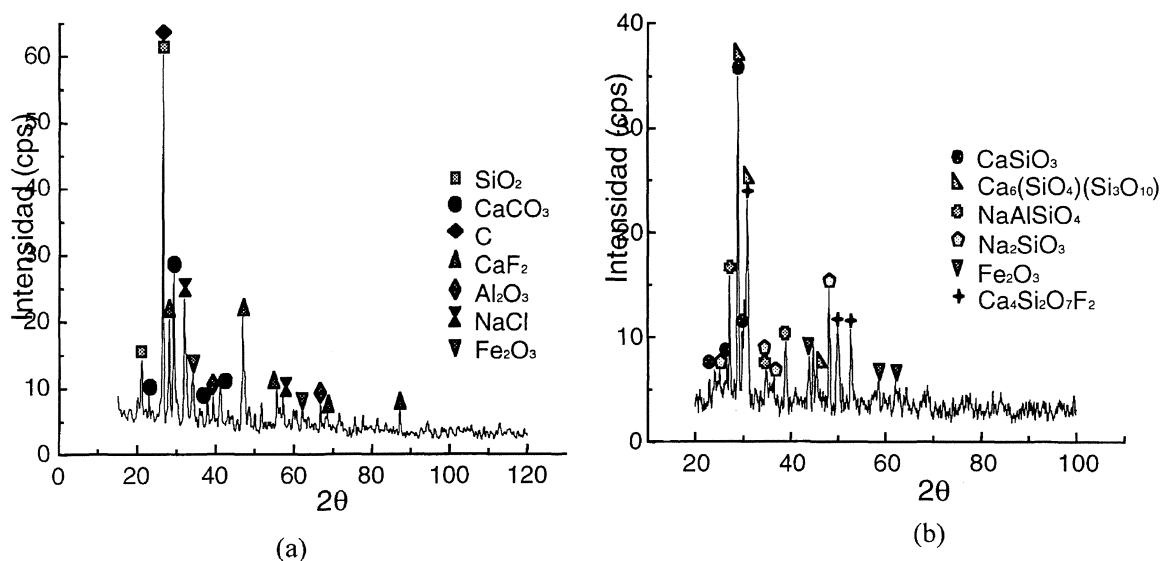 60
50
40
30
20
10
0
Intensidad (cps)
0 20 40 60 80 100 120
2θ
SiO₂
CaCO₃
C
CaF₂
Al₂O₃
NaCl
Fe₂O₃
(a)
40
30
20
10
0
Intensidad (cps)
20 40 60 80 100
2θ
CaSiO₃
Ca₆(SiO₄)(Si₃O₁₀)
NaAlSiO₄
Na₂SiO₃
Fe₂O₃
Ca₄Si₂O₇F₂
(b)